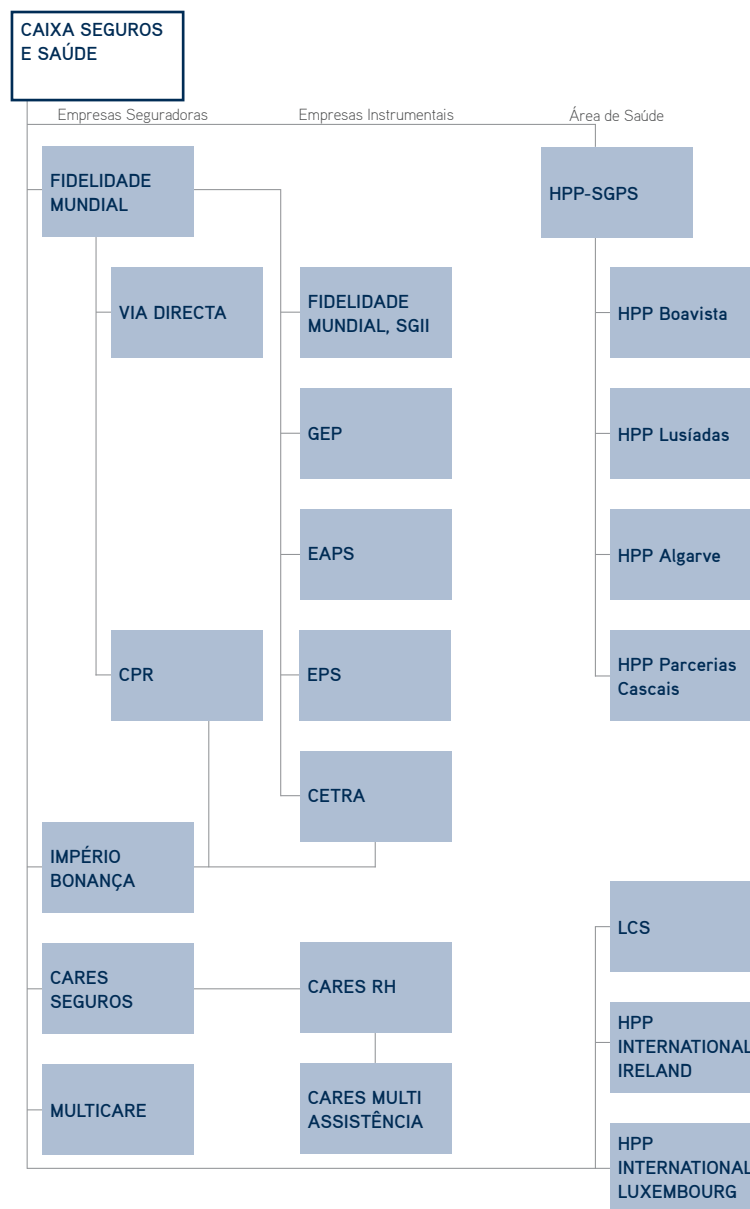 CAIXA SEGUROS
E SAÚDE
Empresas Seguradoras
Empresas Instrumentais
Área de Saúde
FIDELIDADE
MUNDIAL
HPP-SGPS
VIA DIRECTA
FIDELIDADE
MUNDIAL, SGII
HPP Boavista
GEP
HPP Lusíadas
EAPS
HPP Algarve
CPR
EPS
HPP Parcerias
Cascais
CETRA
IMPÉRIO
BONANÇA
LCS
CARES
SEGUROS
CARES RH
HPP
INTERNATIONAL
IRELAND
MULTICARE
CARES MULTI
ASSISTÊNCIA
HPP
INTERNATIONAL
LUXEMBOURG